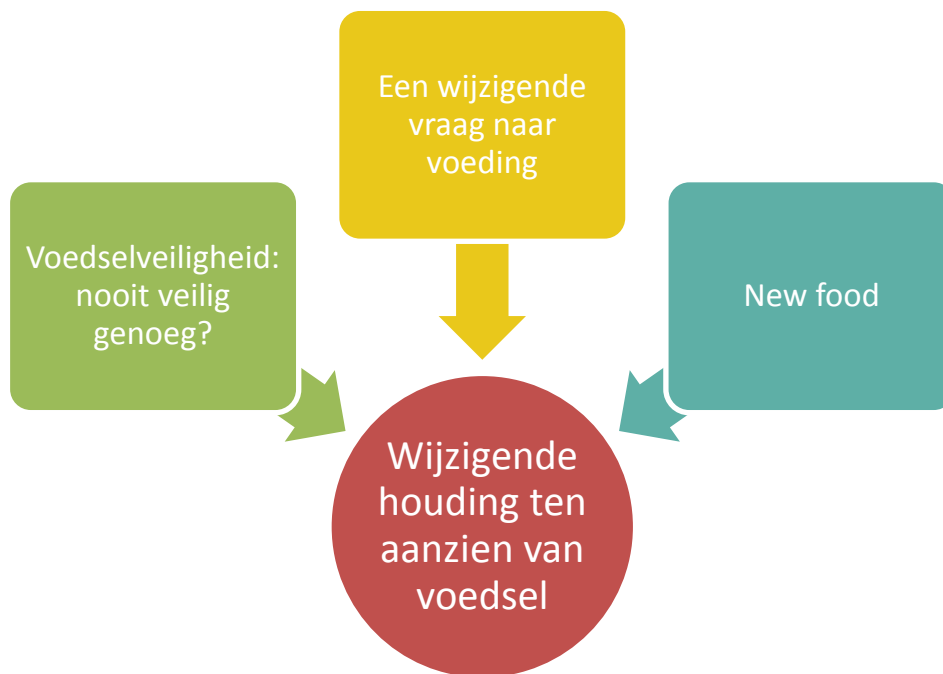 Een wijzigende
vraag naar
voeding
Voedselveiligheid:
nooit veilig
genoeg?
New food
Wijzigende
houding ten
aanzien van
voedsel